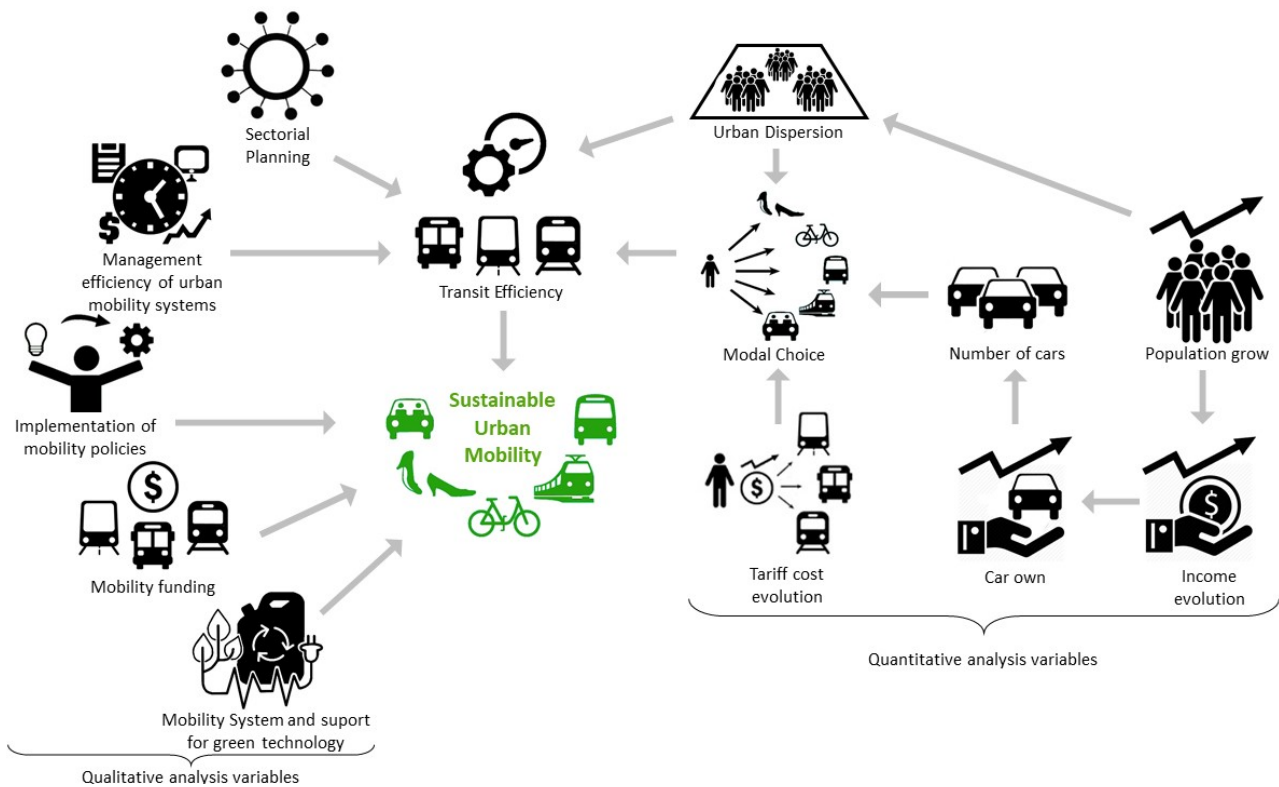 Sectorial
Planning
Urban Dispersion
Management
efficiency of urban
mobility systems
Transit Efficiency
Modal Choice
Number of cars
Population grow
Implementation of
mobility policies
Sustainable
Urban
Mobility
$
$
Mobility funding
$
Tariff cost
evolution
Car own
$
Income
evolution
Quantitative analysis variables
Mobility System and suport
for green technology
Qualitative analysis variables